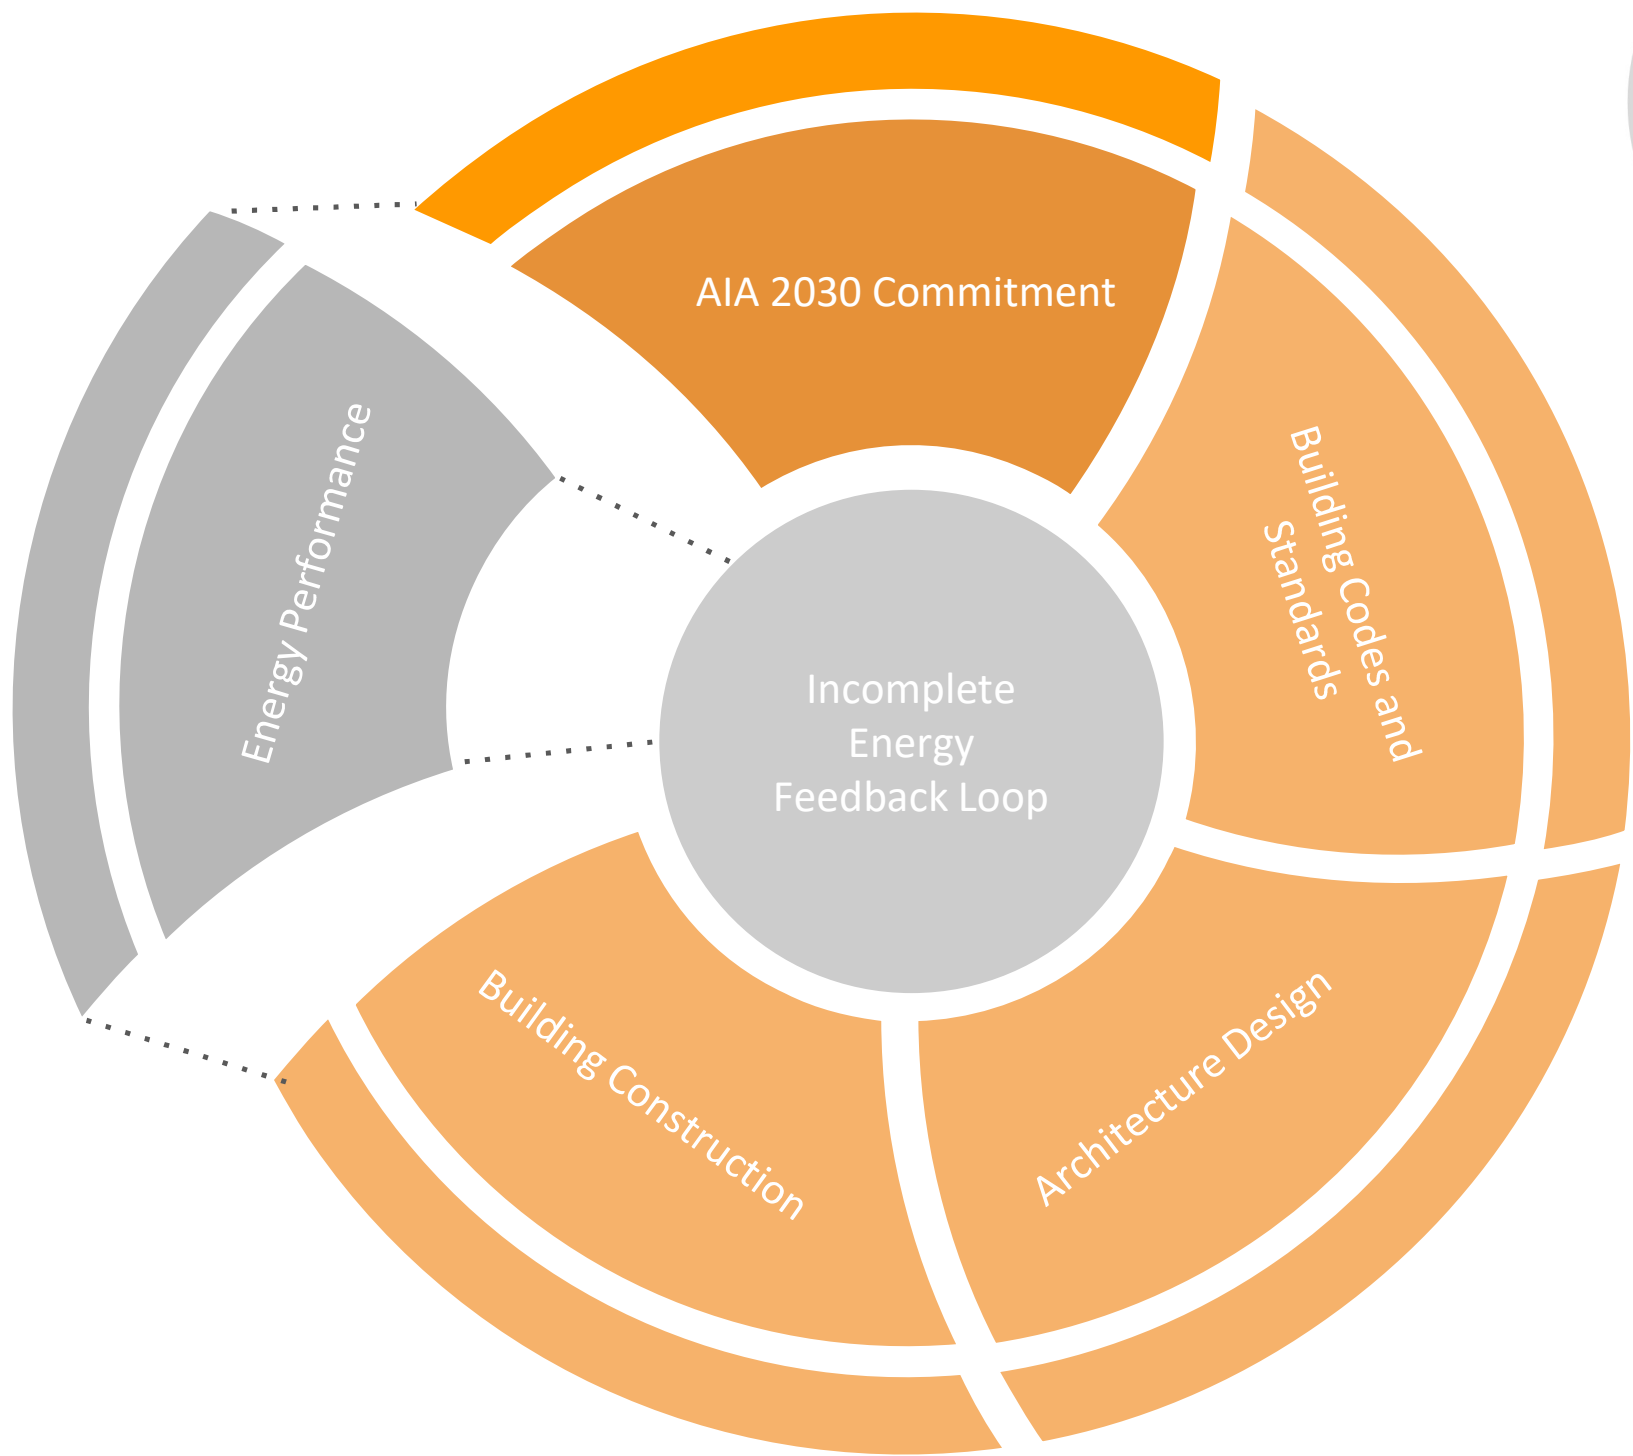 AIA 2030 Commitment
Building Codes and
Standards
Architecture Design
Building Construction
Energy Performance
Incomplete
Energy
Feedback Loop